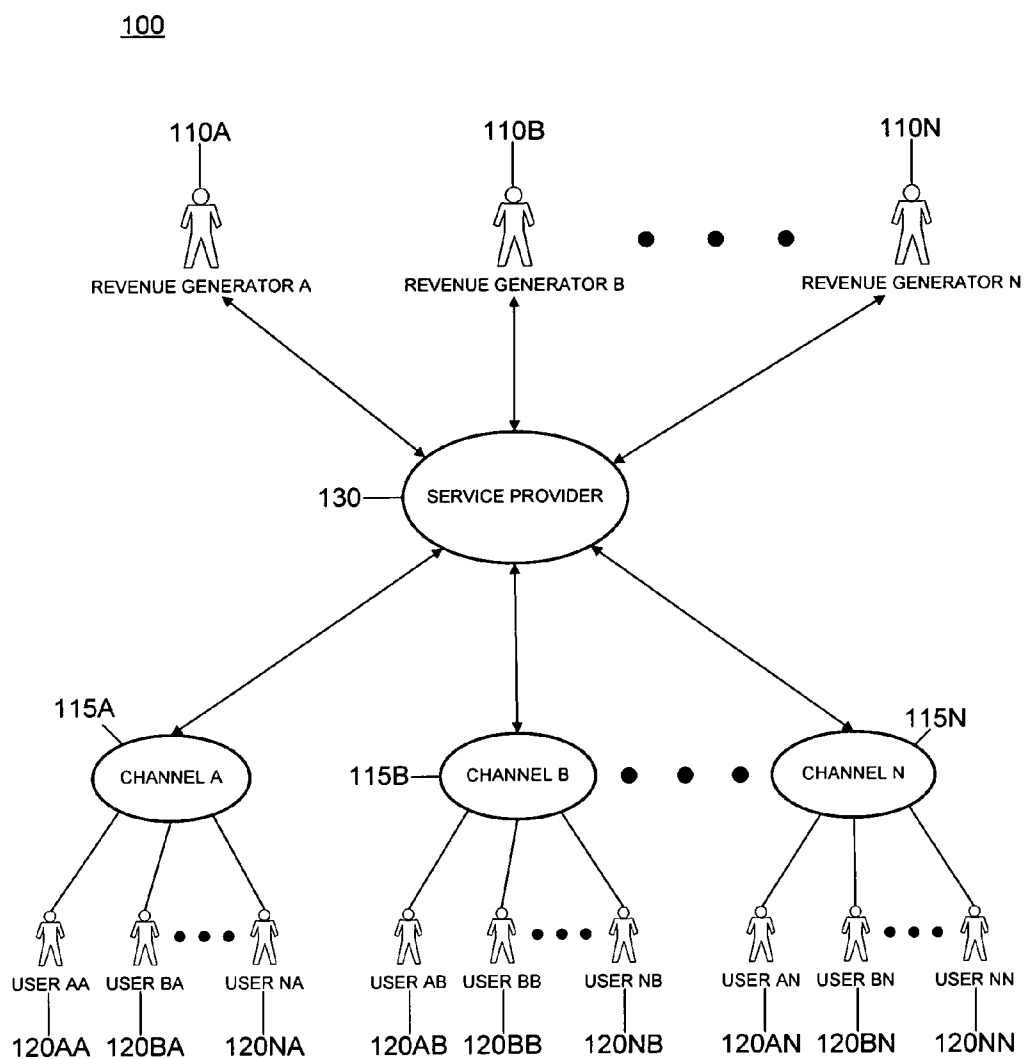 100
110A 110B 110N
REVENUE GENERATOR A REVENUE GENERATOR B REVENUE GENERATOR N
130 SERVICE PROVIDER
115A 115N
CHANNEL A 115B CHANNEL B CHANNEL N
USER AA USER BA USER NA USER AB USER BB USER NB USER AN USER BN USER NN
120AA 120BA 120NA 120AB 120BB 120NB 120AN 120BN 120NN